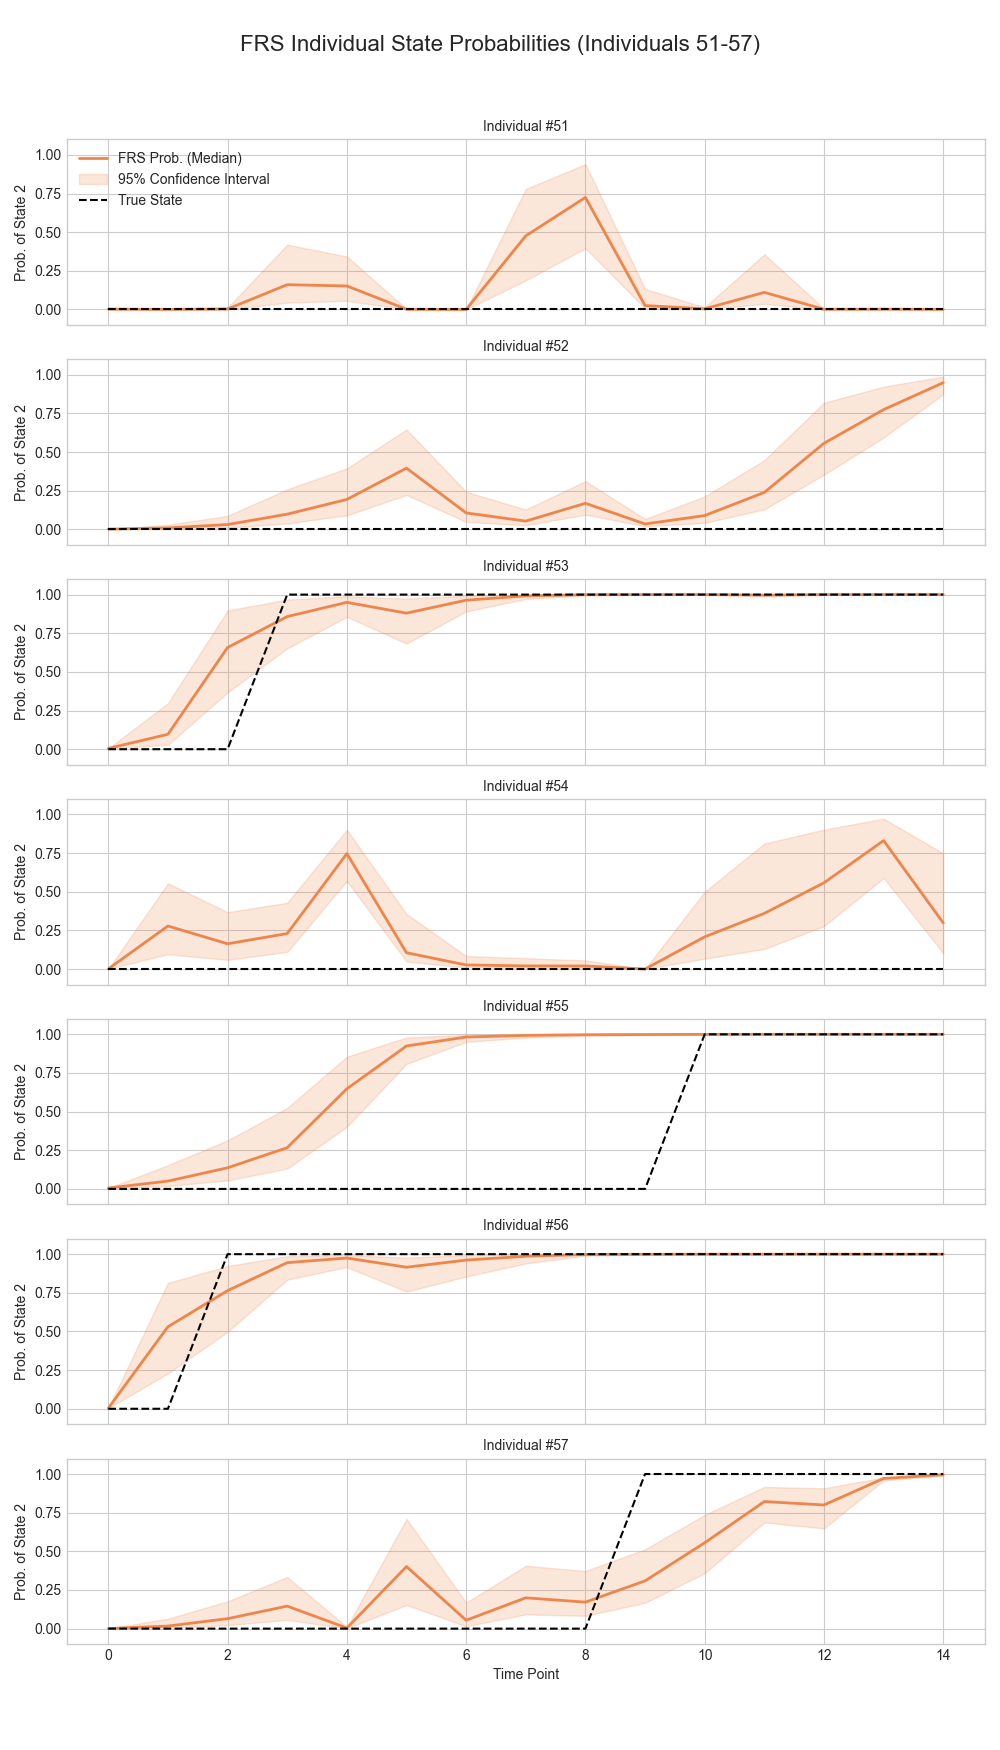 FRS Individual State Probabilities (Individuals 51-57)
Individual #51
1.00
0.75
0.50
0.25
0.00
Prob. of State 2
FRS Prob. (Median)
95% Confidence Interval
True State
Individual #52
1.00
0.75
0.50
0.25
0.00
Prob. of State 2
Individual #53
1.00
0.75
0.50
0.25
0.00
Prob. of State 2
Individual #54
1.00
0.75
0.50
0.25
0.00
Prob. of State 2
Individual #55
1.00
0.75
0.50
0.25
0.00
Prob. of State 2
Individual #56
1.00
0.75
0.50
0.25
0.00
Prob. of State 2
Individual #57
1.00
0.75
0.50
0.25
0.00
Prob. of State 2
0 2 4 6 8 10 12 14
Time Point